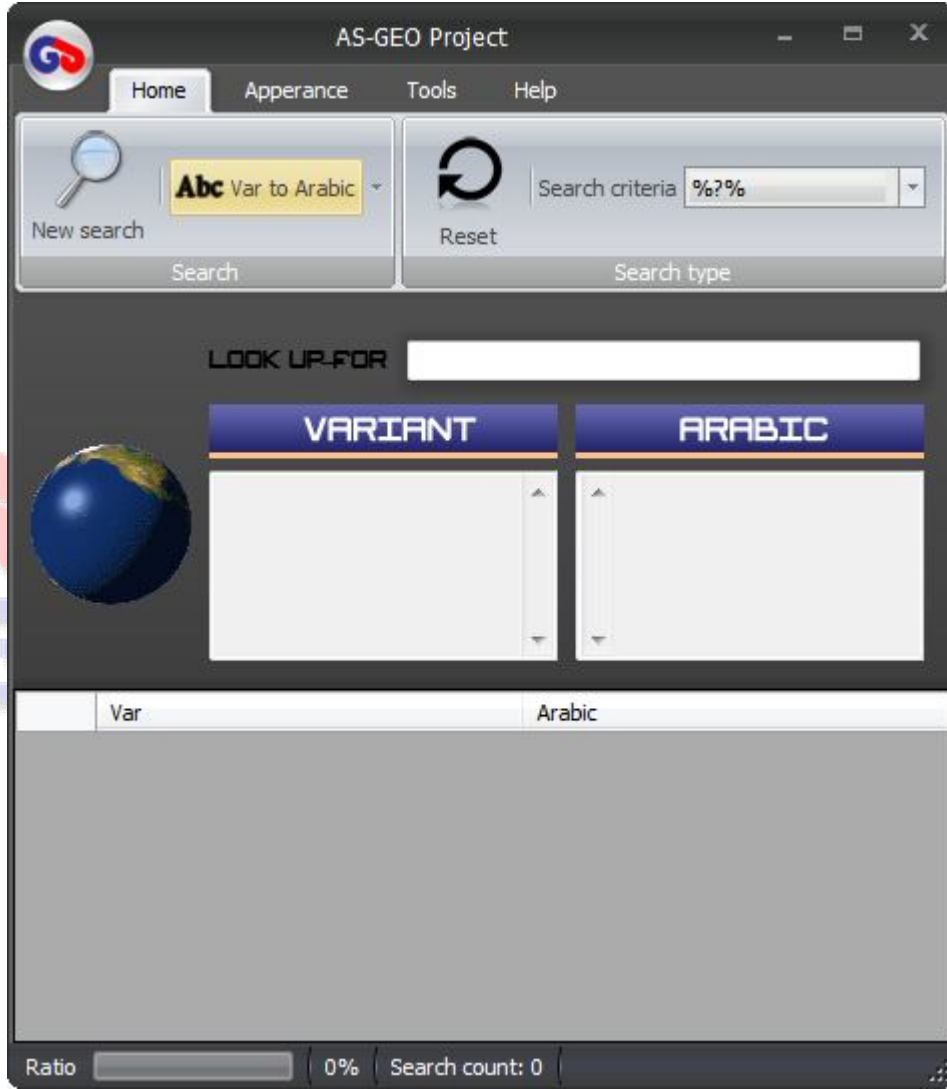 AS-GEO Project
Home Apperance Tools Help
Abc Var to Arabic
Search criteria %?%
New search
Reset
Search
Search type
LOOK UP-FOR
VARIANT
ARABIC
Var
Arabic
Ratio 0% Search count: 0